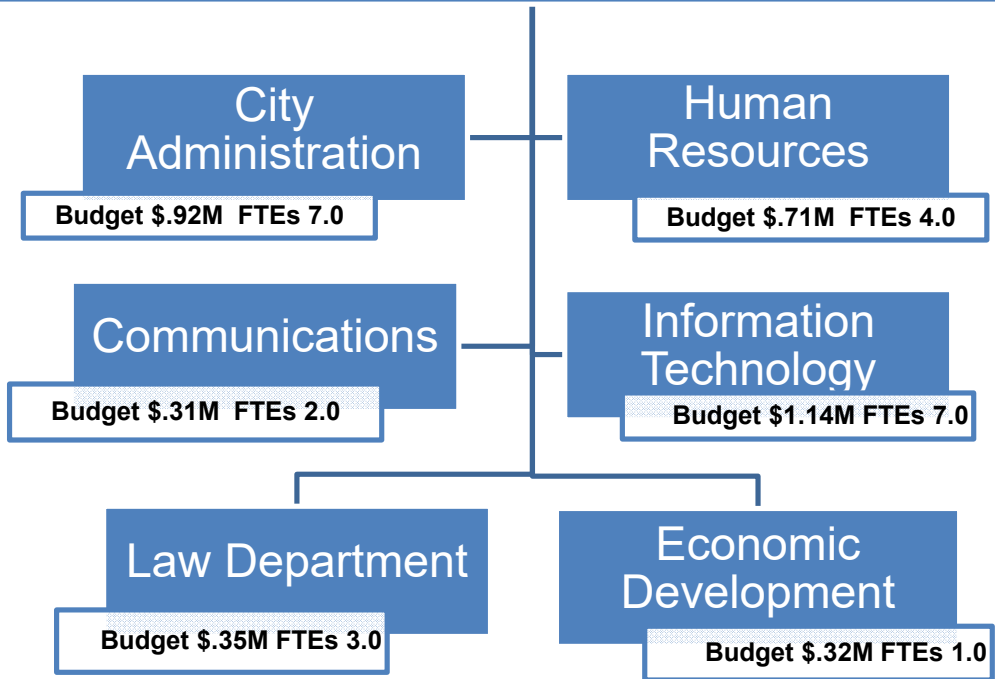 City
Administration
Budget $.92M FTEs 7.0
Human
Resources
Budget $.71M FTEs 4.0
Communications
Budget $.31M FTEs 2.0
Information
Technology
Budget $1.14M FTEs 7.0
Law Department
Budget $.35M FTEs 3.0
Economic
Development
Budget $.32M FTEs 1.0